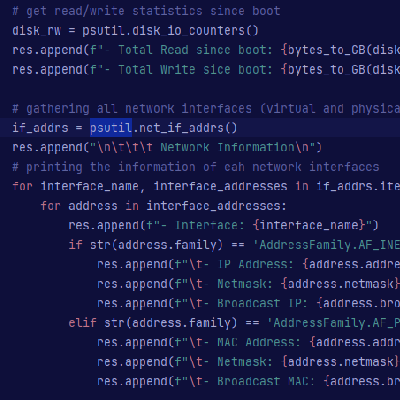 # get read/write statistics since boot
disk_rw = psutil.disk_io_counters()
res.append(f"- Total Read since boot: {bytes_to_GB(disk
res.append(f"- Total Write sice boot: {bytes_to_GB(disk
# gathering all network interfaces (virtual and physica
if_addrs = psutil.net_if_addrs()
res.append("\n\t\t\t Network Information\n")
# printing the information of eah network interfaces
for interface_name, interface_addresses in if_addrs.ite
for address in interface_addresses:
res.append(f"- Interface: {interface_name}")
if str(address.family) == 'AddressFamily.AF_INE
res.append(f"\t- IP Address: {address.addre
res.append(f"\t- Netmask: {address.netmask}
res.append(f"\t- Broadcast IP: {address.bro
elif str(address.family) == 'AddressFamily.AF_P
res.append(f"\t- MAC Address: {address.addr
res.append(f"\t- Netmask: {address.netmask}
res.append(f"\t- Broadcast MAC: {address.br